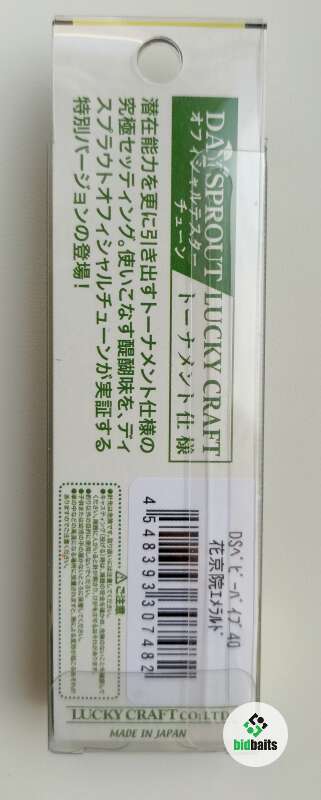 DAYSPROUT LUCKY CRAFT
オフィシャルテスター
チューン
トーナメント仕様
潜在能力を更に引き出すトーナメント仕様の
究極セッティング。使いこなす醍醐味を、ディ
スプラウトオフィシャルチューンが実証する
特別バージョンの登場!
DSベビーバイブ40
花京院エメラルド
4 548393 307482
ご注意
LUCKY CRAFT CO.LTD
MADE IN JAPAN
bidbaits